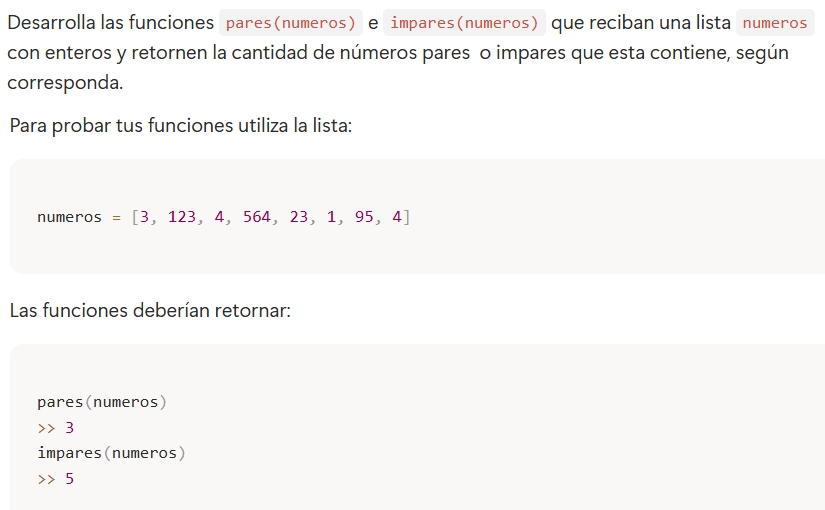 Desarrolla las funciones pares(numeros) e impares(numeros) que reciban una lista numeros
con enteros y retornen la cantidad de números pares o impares que esta contiene, según
corresponda.
Para probar tus funciones utiliza la lista:
numeros = [3, 123, 4, 564, 23, 1, 95, 4]
Las funciones deberían retornar:
pares(numeros)
>> 3
impares(numeros)
>> 5